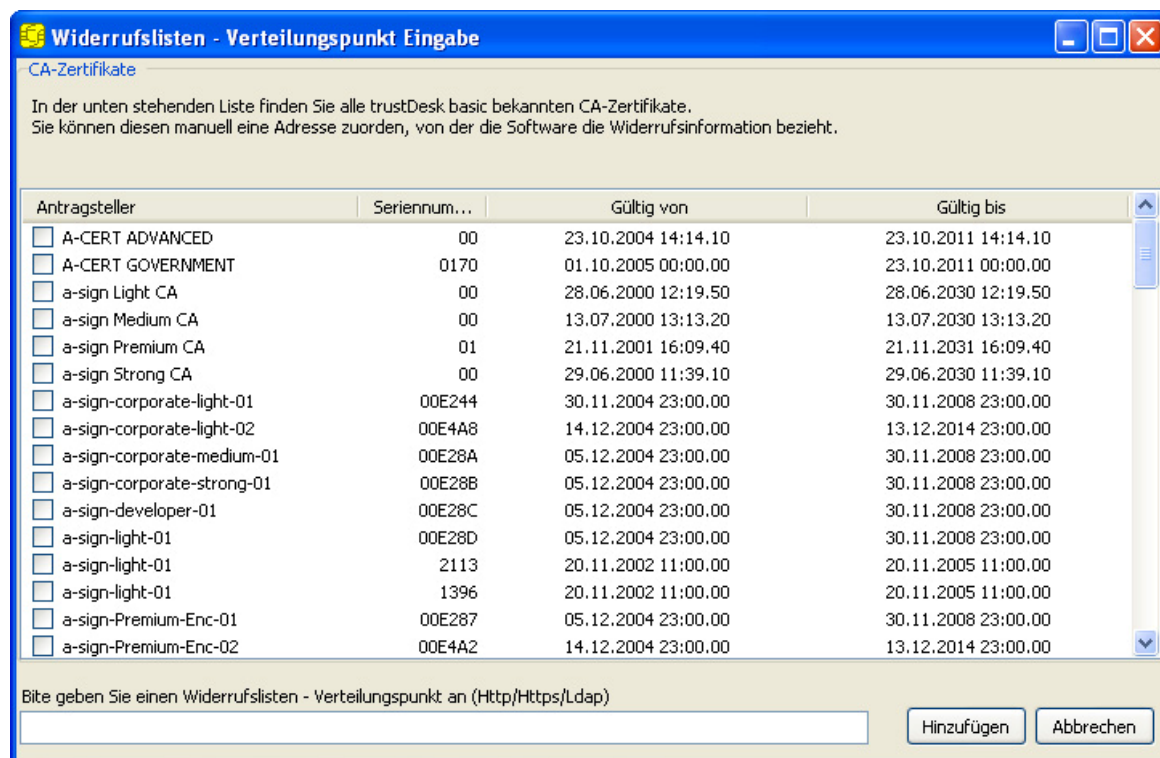 Widerrufslisten - Verteilungspunkt Eingabe
CA-Zertifikate
In der unten stehenden Liste finden Sie alle trustDesk basic bekannten CA-Zertifikate.
Sie können diesen manuell eine Adresse zuorden, von der die Software die Widerrufsinformation bezieht.
Antragsteller Seriennum... Gültig von Gültig bis
A-CERT ADVANCED 00 23.10.2004 14:14.10 23.10.2011 14:14.10
A-CERT GOVERNMENT 0170 01.10.2005 00:00.00 23.10.2011 00:00.00
a-sign Light CA 00 28.06.2000 12:19.50 28.06.2030 12:19.50
a-sign Medium CA 00 13.07.2000 13:13.20 13.07.2030 13:13.20
a-sign Premium CA 01 21.11.2001 16:09.40 21.11.2031 16:09.40
a-sign Strong CA 00 29.06.2000 11:39.10 29.06.2030 11:39.10
a-sign-corporate-light-01 00E244 30.11.2004 23:00.00 30.11.2008 23:00.00
a-sign-corporate-light-02 00E4A8 14.12.2004 23:00.00 13.12.2014 23:00.00
a-sign-corporate-medium-01 00E28A 05.12.2004 23:00.00 30.11.2008 23:00.00
a-sign-corporate-strong-01 00E28B 05.12.2004 23:00.00 30.11.2008 23:00.00
a-sign-developer-01 00E28C 05.12.2004 23:00.00 30.11.2008 23:00.00
a-sign-light-01 00E28D 05.12.2004 23:00.00 30.11.2008 23:00.00
a-sign-light-01 2113 20.11.2002 11:00.00 20.11.2005 11:00.00
a-sign-light-01 1396 20.11.2002 11:00.00 20.11.2005 11:00.00
a-sign-Premium-Enc-01 00E287 05.12.2004 23:00.00 30.11.2008 23:00.00
a-sign-Premium-Enc-02 00E4A2 14.12.2004 23:00.00 13.12.2014 23:00.00
Bite geben Sie einen Widerrufslisten - Verteilungspunkt an (Http/Https/Ldap)
Hinzufügen Abbrechen